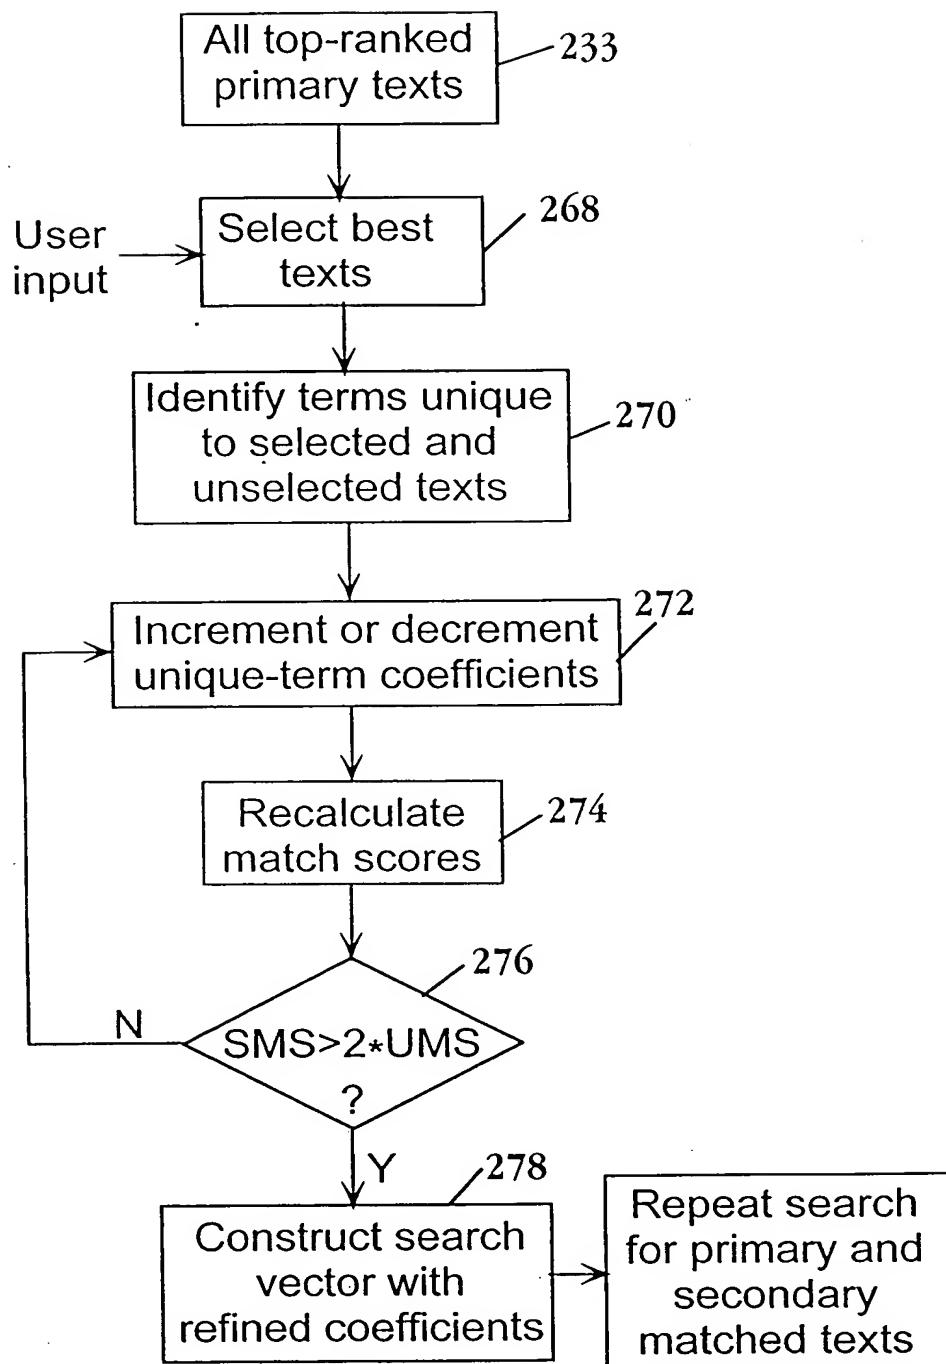 All top-ranked
primary texts
233
User
input
Select best
texts
268
Identify terms unique
to selected and
unselected texts
270
Increment or decrement
unique-term coefficients
272
Recalculate
match scores
274
276
SMS>2*UMS
?
N
Y
278
Construct search
vector with
refined coefficients
Repeat search
for primary and
secondary
matched texts